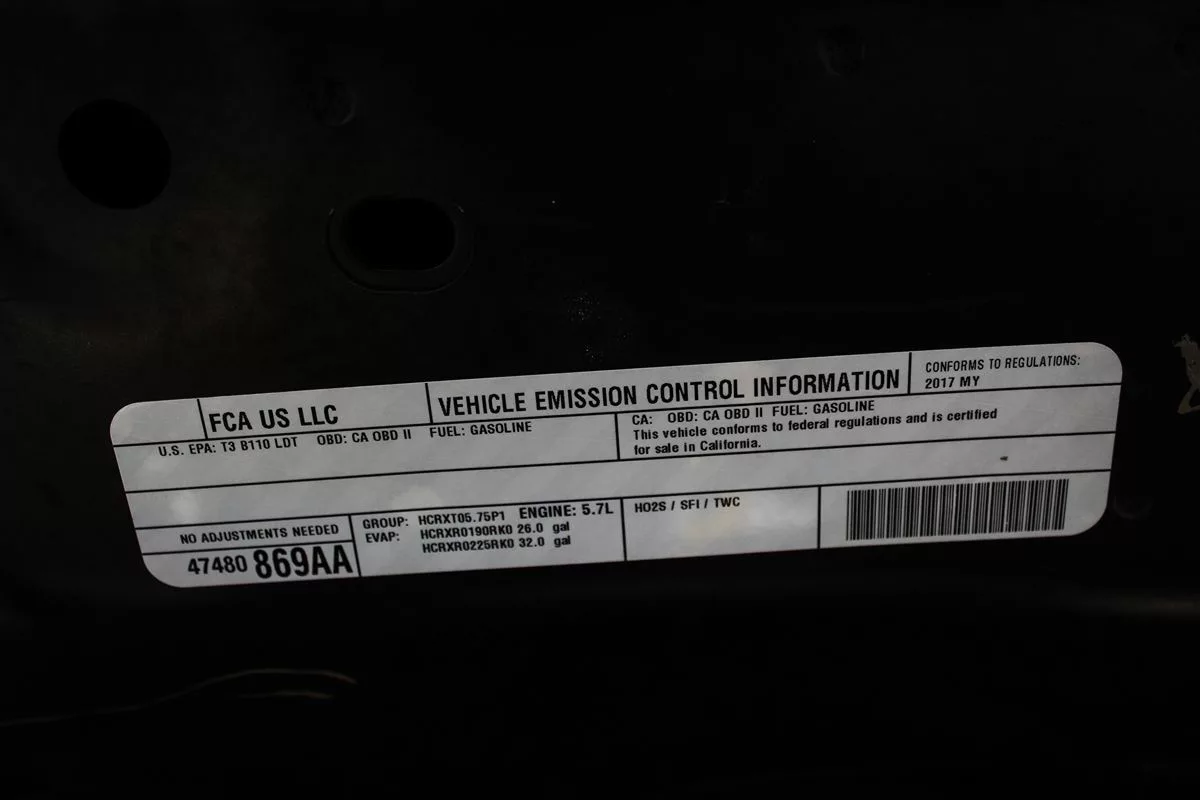 FCA US LLC
VEHICLE EMISSION CONTROL INFORMATION
CONFORMS TO REGULATIONS:
2017 MY
U.S. EPA: T3 B110 LDT OBD: CA OBD II FUEL: GASOLINE
CA: OBD: CA OBD II FUEL: GASOLINE
This vehicle conforms to federal regulations and is certified
for sale in California.
NO ADJUSTMENTS NEEDED
47480 869AA
GROUP: HCRXT05.75P1 ENGINE: 5.7L
EVAP: HCRXR0190RK0 26.0 gal
HCRXR0225RK0 32.0 gal
HO2S / SFI / TWC